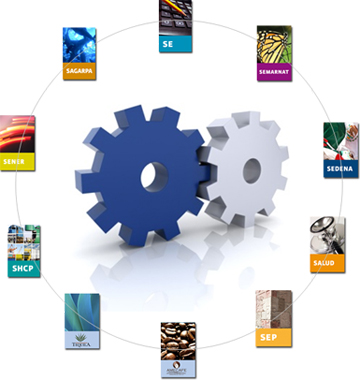 SE
SEMARNAT
SEDENA
SALUD
SEP
TEQUILA
SHCP
SENER
SAGARPA